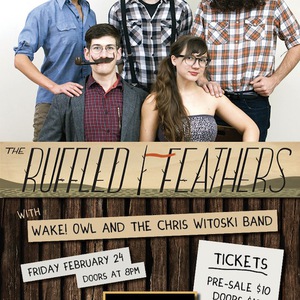 THE RUFFLED FEATHERS
WITH
WAKE! OWL AND THE CHRIS WITOSKI BAND
FRIDAY FEBRUARY 24
DOORS AT 8PM
TICKETS
PRE-SALE $10
DOORS